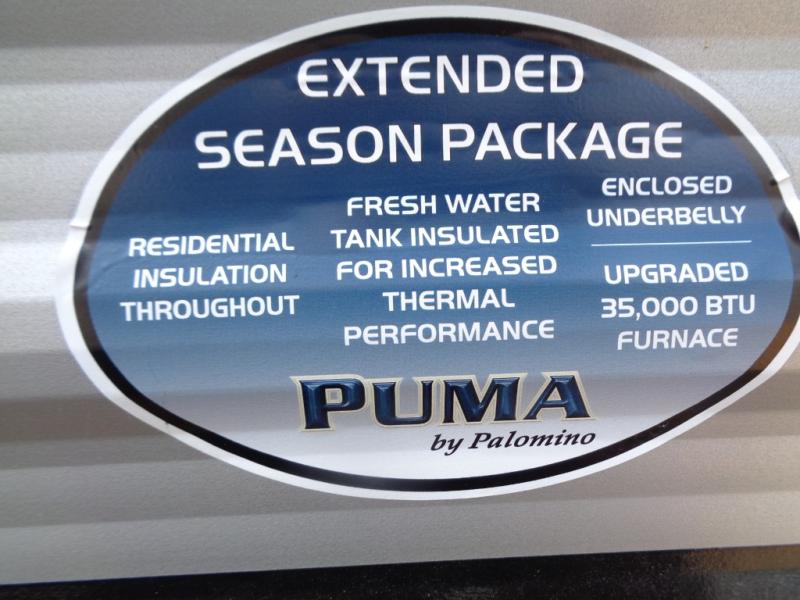 EXTENDED
SEASON PACKAGE
RESIDENTIAL
INSULATION
THROUGHOUT
FRESH WATER
TANK INSULATED
FOR INCREASED
THERMAL
PERFORMANCE
ENCLOSED
UNDERBELLY
UPGRADED
35,000 BTU
FURNACE
PUMA
by Palomino